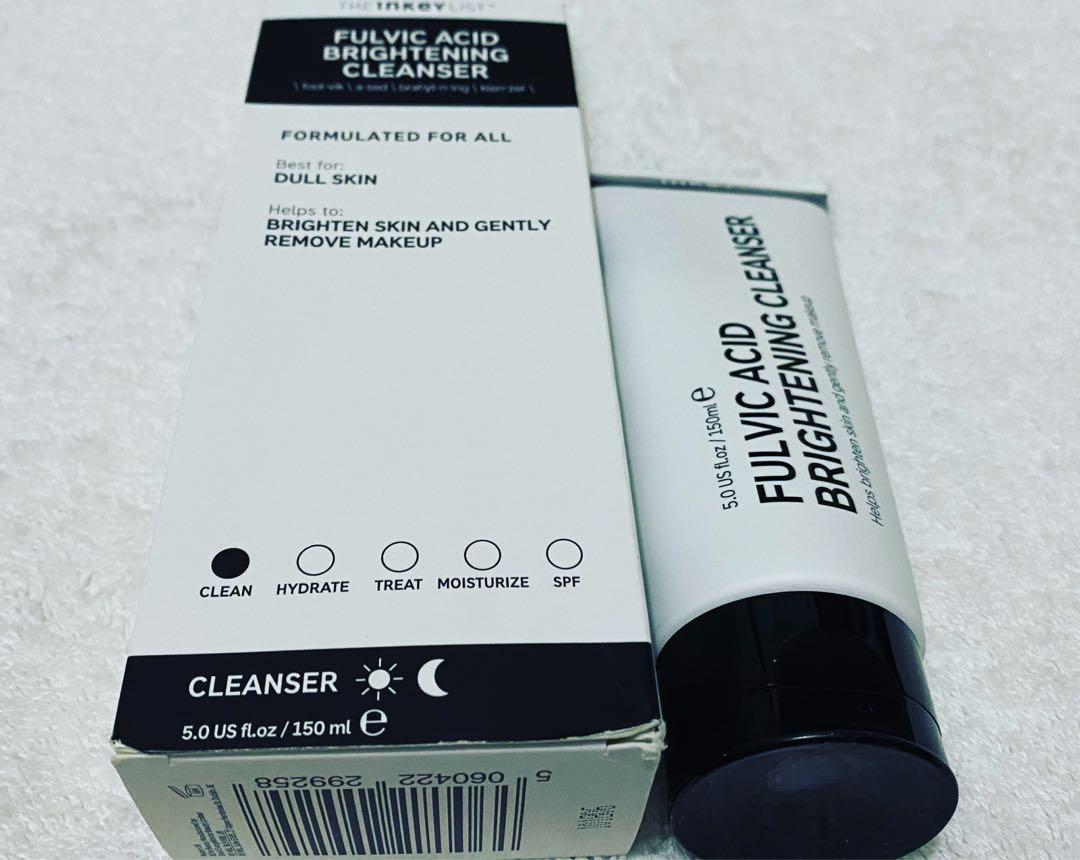 THE INKEY LIST™
FULVIC ACID
BRIGHTENING
CLEANSER
FORMULATED FOR ALL
Best for:
DULL SKIN
Helps to:
BRIGHTEN SKIN AND GENTLY
REMOVE MAKEUP
CLEAN HYDRATE TREAT MOISTURIZE SPF
CLEANSER
5.0 US fl.oz / 150 ml e
5 060422 299258
5.0 US fl.oz / 150ml e
FULVIC ACID
BRIGHTENING CLEANSER
Helps brighten skin and gently remove makeup